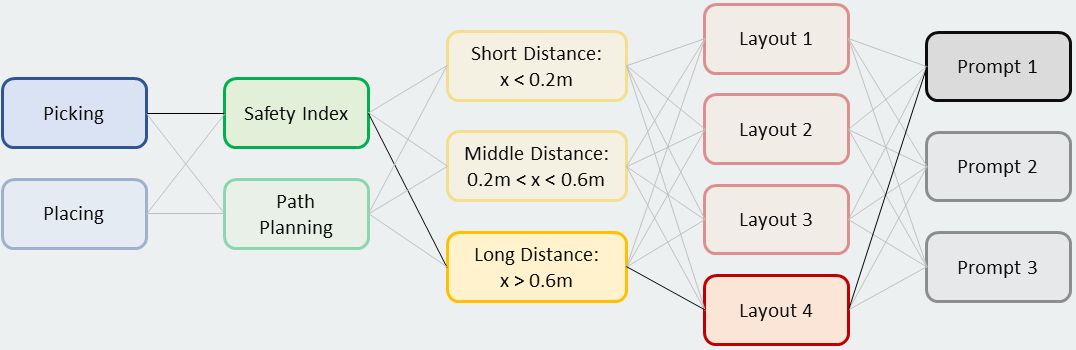 Picking
Placing
Safety Index
Path
Planning
Short Distance:
x < 0.2m
Middle Distance:
0.2m < x < 0.6m
Long Distance:
x > 0.6m
Layout 1
Layout 2
Layout 3
Layout 4
Prompt 1
Prompt 2
Prompt 3